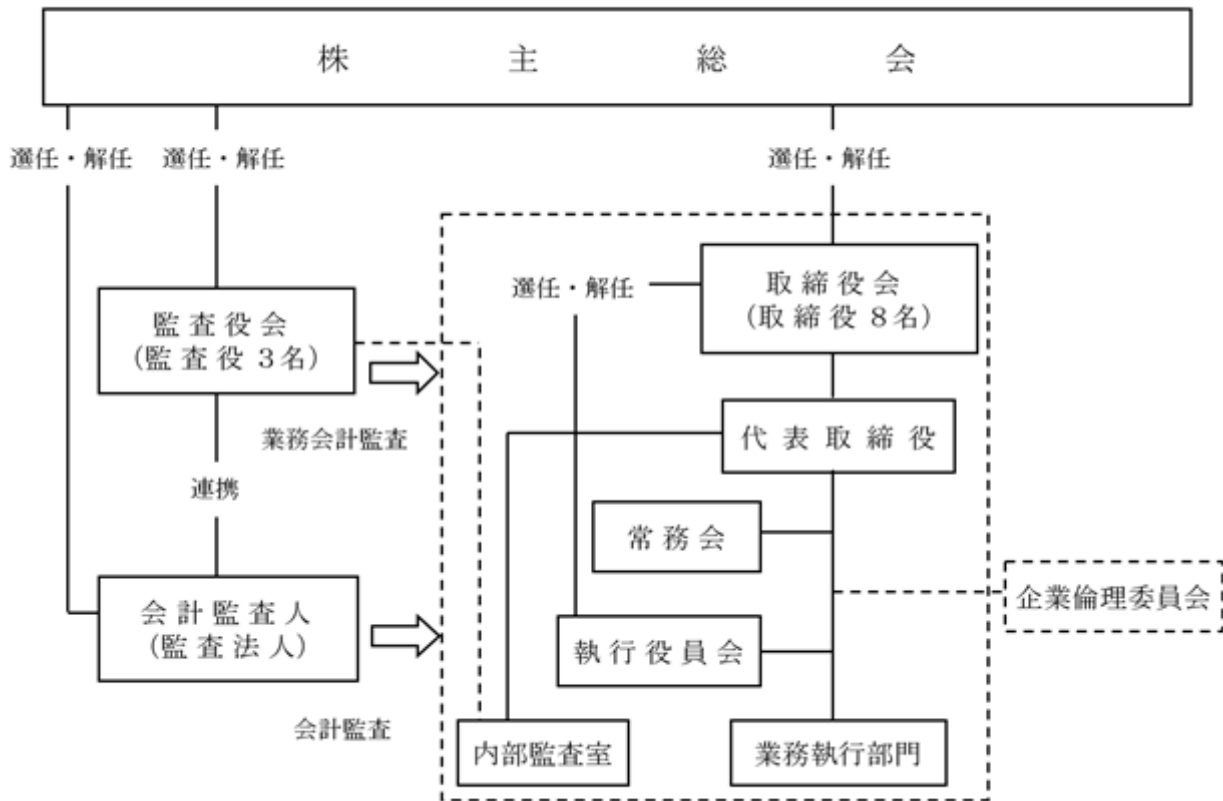 株主総会
選任・解任
選任・解任
選任・解任
取締役会
(取締役8名)
選任・解任
監査役会
(監査役3名)
業務会計監査
代表取締役
連携
常務会
会計監査人
(監査法人)
企業倫理委員会
執行役員会
会計監査
内部監査室
業務執行部門